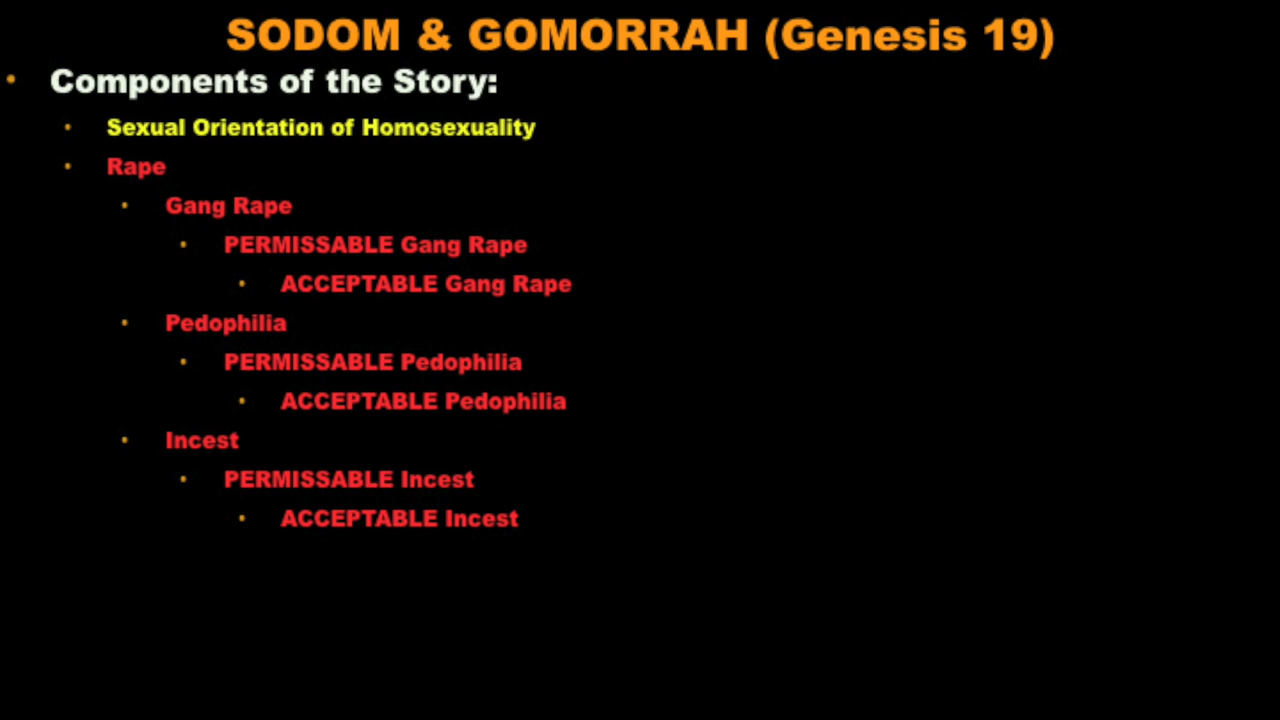 SODOM & GOMORRAH (Genesis 19)
• Components of the Story:
• Sexual Orientation of Homosexuality
• Rape
• Gang Rape
• PERMISSABLE Gang Rape
• ACCEPTABLE Gang Rape
• Pedophilia
• PERMISSABLE Pedophilia
• ACCEPTABLE Pedophilia
• Incest
• PERMISSABLE Incest
• ACCEPTABLE Incest